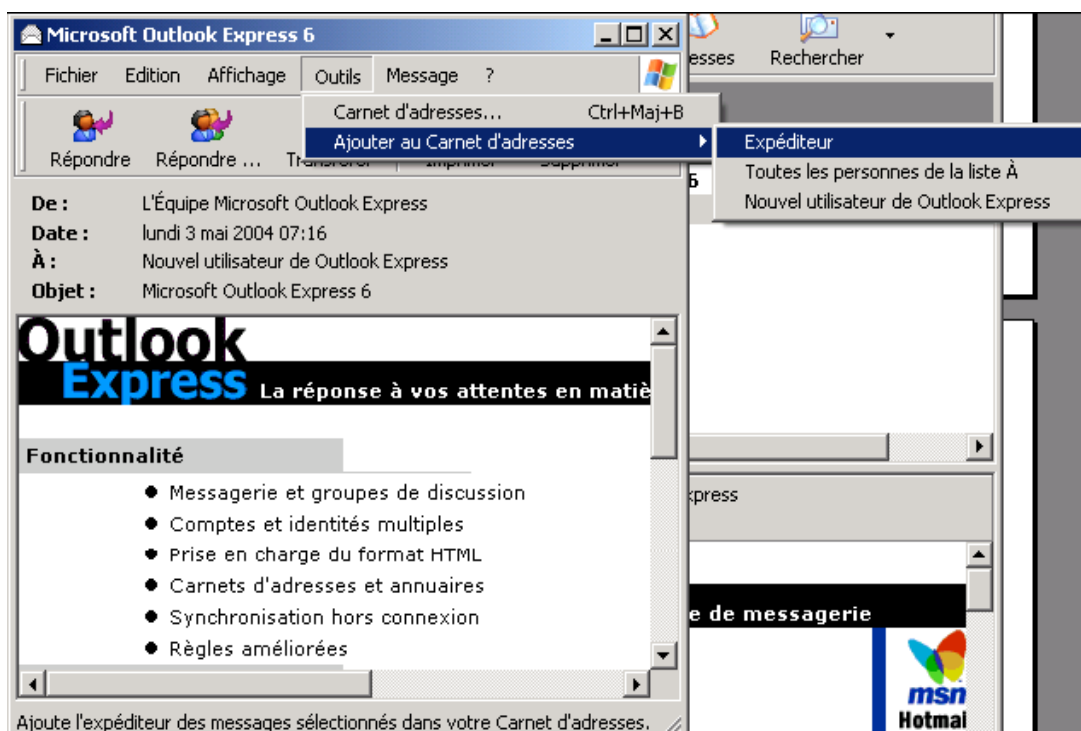 Microsoft Outlook Express 6
Fichier Edition Affichage Outils Message ?
Rechercher
Carnet d'adresses... Ctrl+Maj+B
Ajouter au Carnet d'adresses
Expéditeur
Toutes les personnes de la liste À
Nouvel utilisateur de Outlook Express
Répondre Répondre ...
De : L'Équipe Microsoft Outlook Express
Date : lundi 3 mai 2004 07:16
À : Nouvel utilisateur de Outlook Express
Objet : Microsoft Outlook Express 6
Outlook
Express La réponse à vos attentes en matiè
Fonctionnalité
Messagerie et groupes de discussion
Comptes et identités multiples
Prise en charge du format HTML
Carnets d'adresses et annuaires
Synchronisation hors connexion
Règles améliorées
Ajoute l'expéditeur des messages sélectionnés dans votre Carnet d'adresses.
6
xpress
e de messagerie
msn
Hotmai